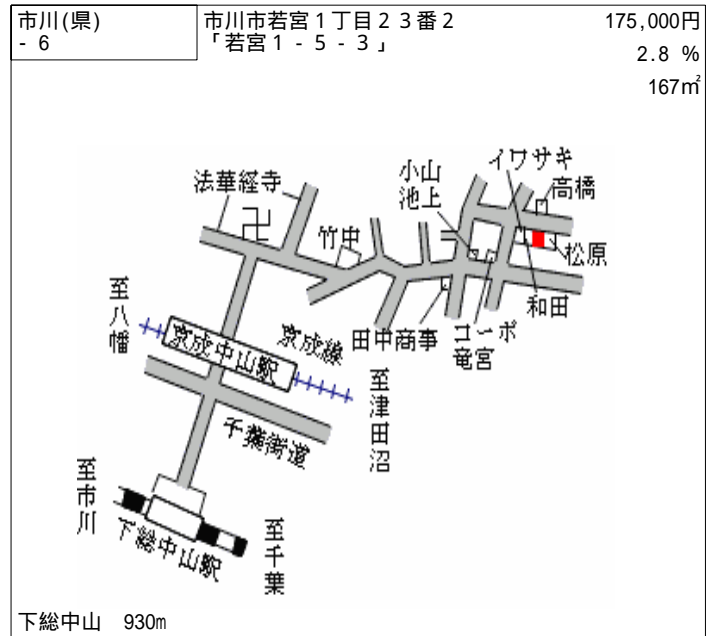 市川(県)
- 6
市川市若宮１丁目２３番２
「若宮１-５-３」
175,000円
2.8 %
167㎡
法華経寺
卍
竹中
小山
池上
イワサキ
高橋
松原
和田
コーポ
竜宮
田中商事
至八幡
京成中山駅
京成線
至津田沼
千葉街道
至市川
下総中山駅
至千葉
下総中山　930m